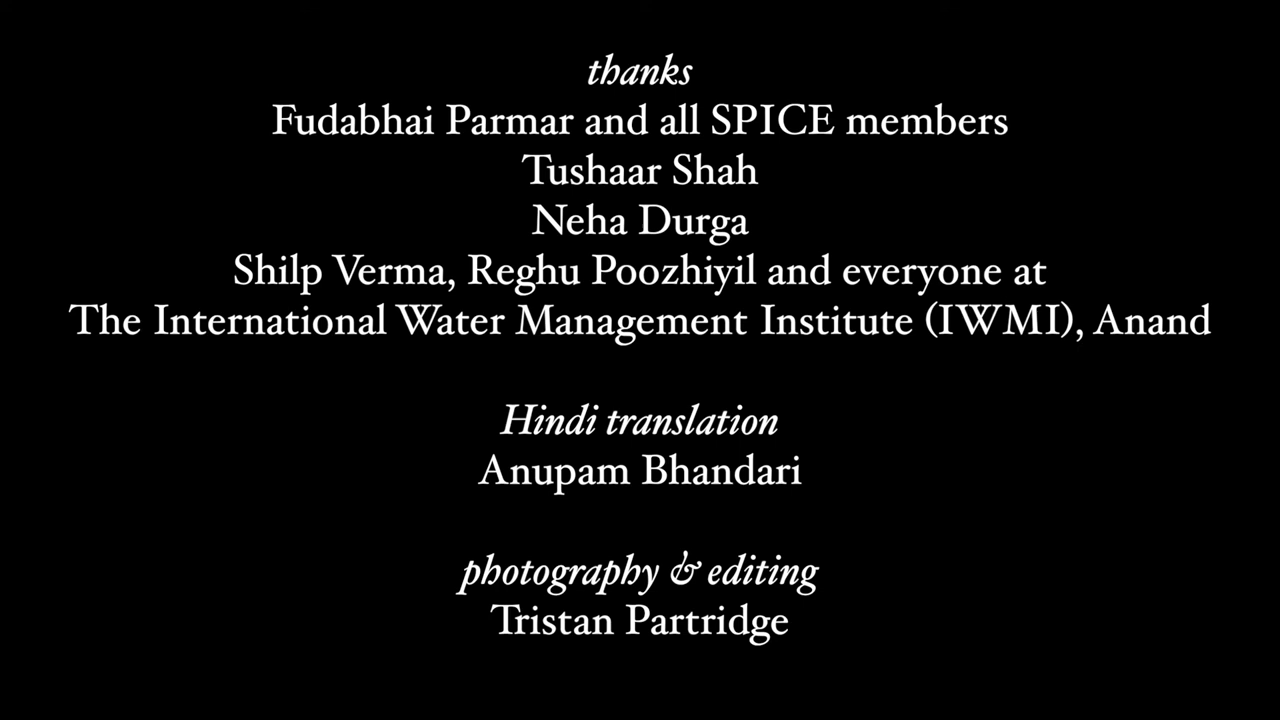 thanks
Fudabhai Parmar and all SPICE members
Tushaar Shah
Neha Durga
Shilp Verma, Reghu Poozhiyil and everyone at
The International Water Management Institute (IWMI), Anand
Hindi translation
Anupam Bhandari
photography & editing
Tristan Partridge